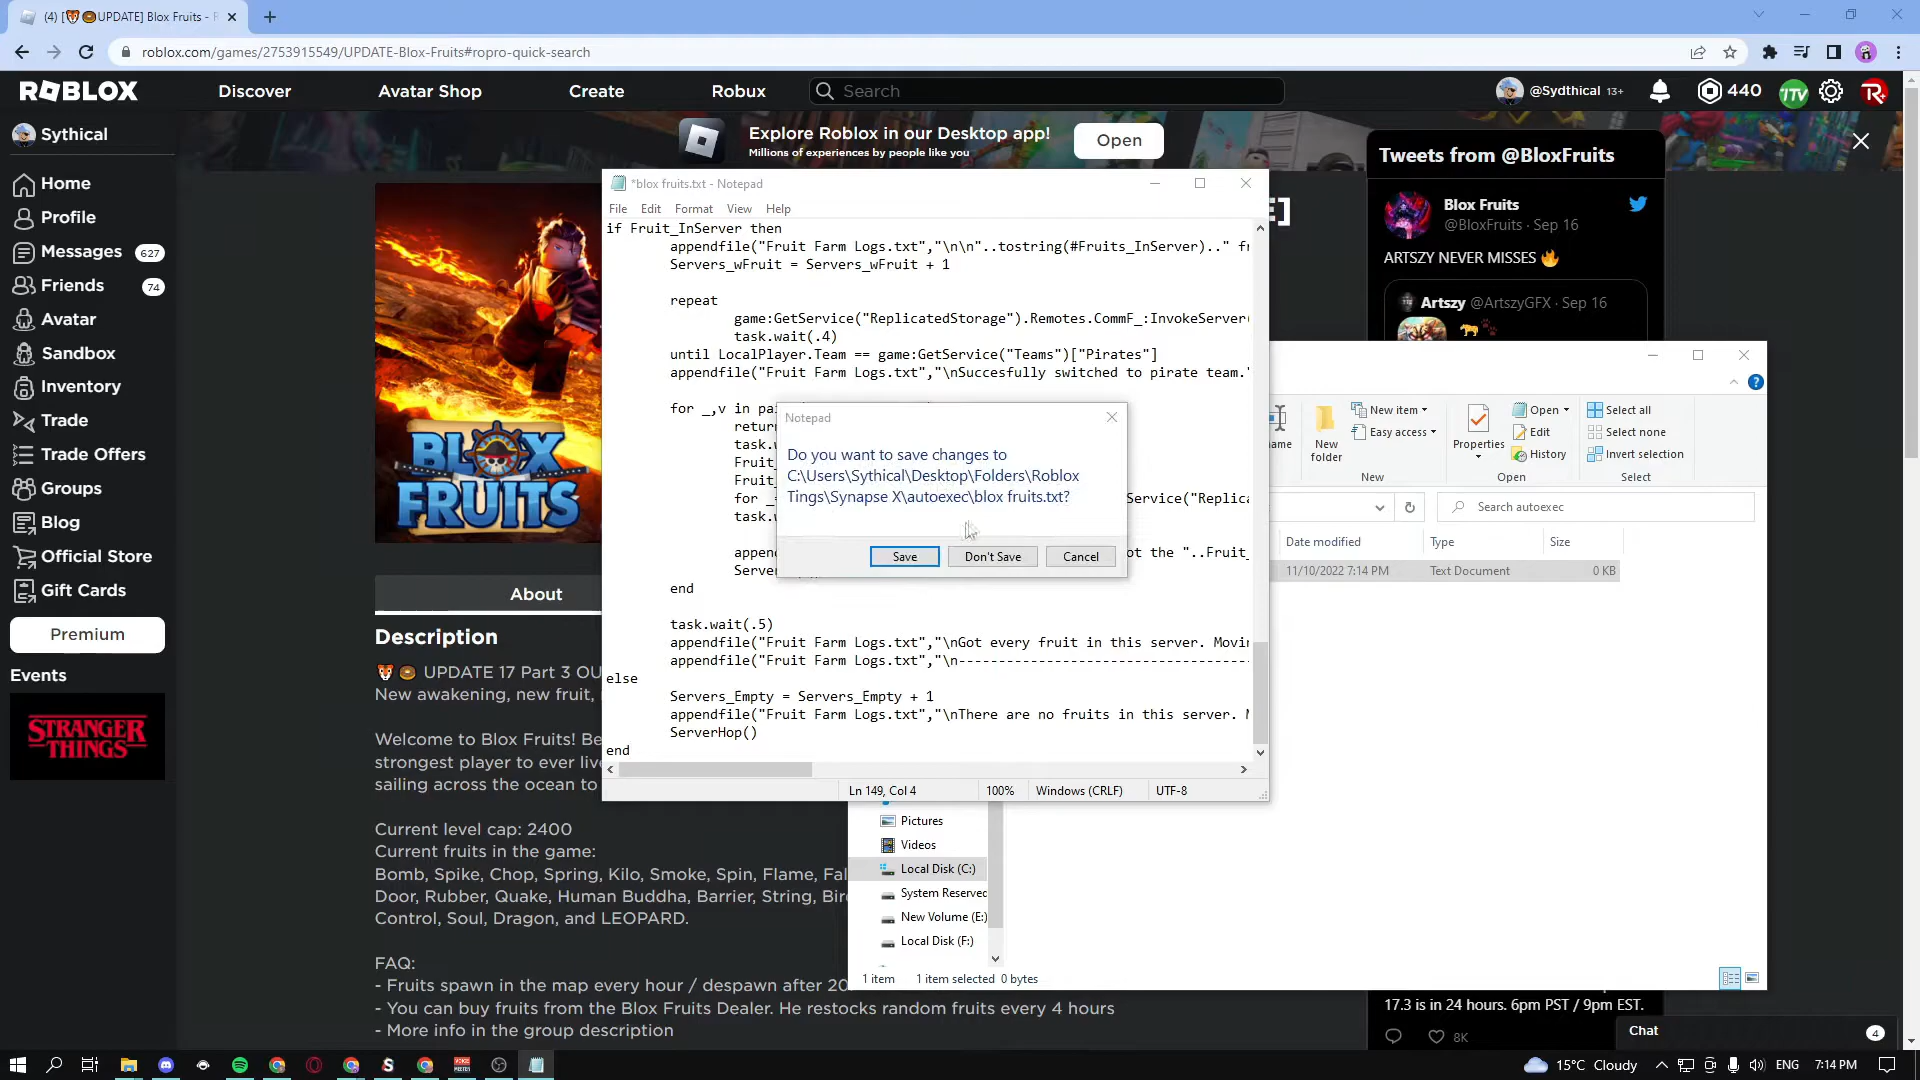 (4) [🐯🍩UPDATE] Blox Fruits -
roblox.com/games/2753915549/UPDATE-Blox-Fruits#ropro-quick-search
ROBLOX
Discover
Avatar Shop
Create
Robux
Search
@Sydthical 13+
440
Sythical
Home
Profile
Messages 627
Friends 74
Avatar
Sandbox
Inventory
Trade
Trade Offers
Groups
Blog
Official Store
Gift Cards
Premium
Events
STRANGER
THINGS
Explore Roblox in our Desktop app!
Millions of experiences by people like you
Open
BLOX
FRUITS
About
Description
🐯🍩 UPDATE 17 Part 3 OU
New awakening, new fruit,
Welcome to Blox Fruits! Be
strongest player to ever live
sailing across the ocean to
Current level cap: 2400
Current fruits in the game:
Bomb, Spike, Chop, Spring, Kilo, Smoke, Spin, Flame, Fal
Door, Rubber, Quake, Human Buddha, Barrier, String, Bir
Control, Soul, Dragon, and LEOPARD.
FAQ:
- Fruits spawn in the map every hour / despawn after 20
- You can buy fruits from the Blox Fruits Dealer. He restocks random fruits every 4 hours
- More info in the group description
*blox fruits.txt - Notepad
File Edit Format View Help
if Fruit_InServer then
appendfile("Fruit Farm Logs.txt","\n\n"..tostring(#Fruits_InServer).." fr
Servers_wFruit = Servers_wFruit + 1
repeat
game:GetService("ReplicatedStorage").Remotes.CommF_:InvokeServer(
task.wait(.4)
until LocalPlayer.Team == game:GetService("Teams")["Pirates"]
appendfile("Fruit Farm Logs.txt","\nSuccesfully switched to pirate team."
for _,v in pai
retur
task.w
Fruit_
Fruit_
for _= Service("Replic
task.w
appen ot the "..Fruit_
Server
end
task.wait(.5)
appendfile("Fruit Farm Logs.txt","\nGot every fruit in this server. Movin
appendfile("Fruit Farm Logs.txt","\n------------------------------------
else
Servers_Empty = Servers_Empty + 1
appendfile("Fruit Farm Logs.txt","\nThere are no fruits in this server. M
ServerHop()
end
Ln 149, Col 4 100% Windows (CRLF) UTF-8
Notepad
Do you want to save changes to
C:\Users\Sythical\Desktop\Folders\Roblox
Tings\Synapse X\autoexec\blox fruits.txt?
Save Don't Save Cancel
Tweets from @BloxFruits
Blox Fruits
@BloxFruits · Sep 16
ARTSZY NEVER MISSES 🔥
Artszy @ArtszyGFX · Sep 16
New
folder
New item
Easy access
New
Properties
Open
Edit
History
Open
Select all
Select none
Invert selection
Select
Search autoexec
Date modified Type Size
11/10/2022 7:14 PM Text Document 0 KB
Pictures
Videos
Local Disk (C:)
System Reserved
New Volume (E:)
Local Disk (F:)
1 item 1 item selected 0 bytes
17.3 is in 24 hours. 6pm PST / 9pm EST.
8K
Chat 4
15°C Cloudy
ENG
7:14 PM